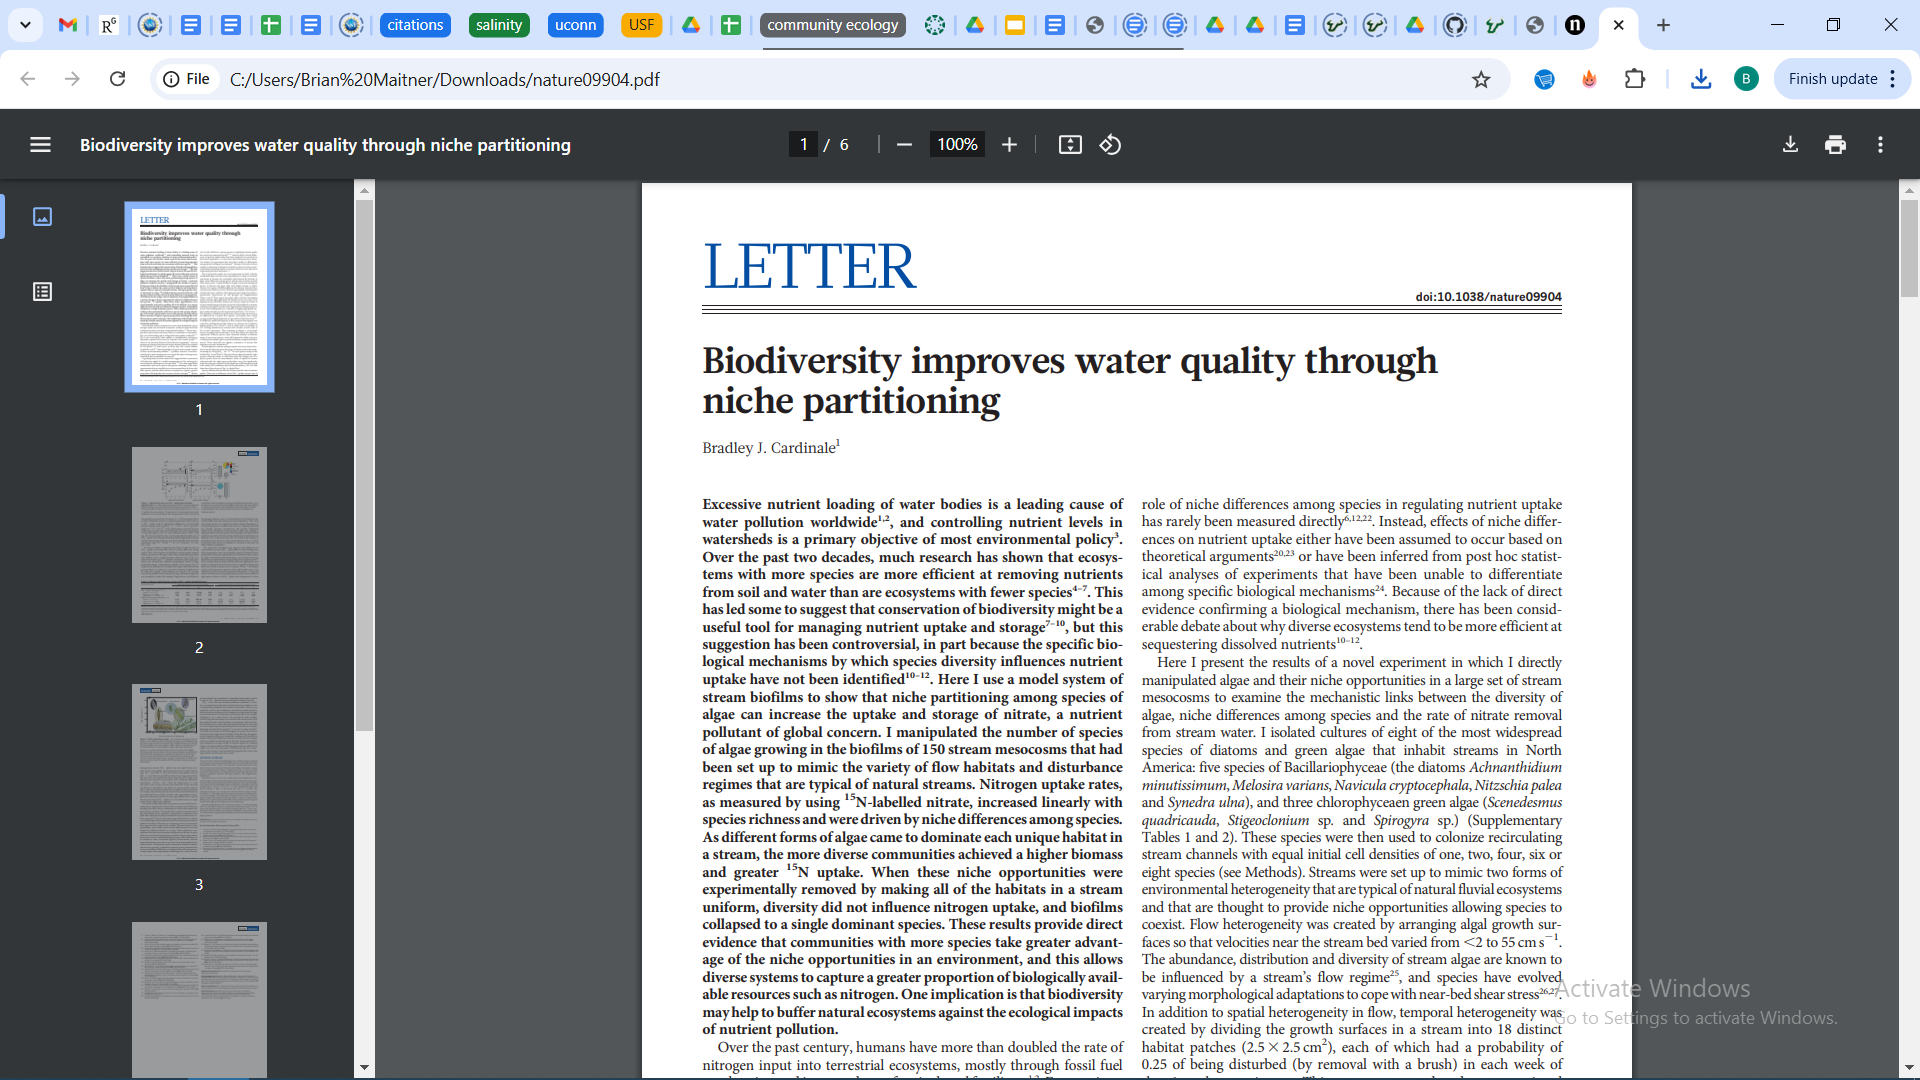 citations
salinity
uconn
USF
community ecology
File
C:/Users/Brian%20Maitner/Downloads/nature09904.pdf
B
Finish update
Biodiversity improves water quality through niche partitioning
1 / 6
100%
LETTER
doi:10.1038/nature09904
Biodiversity improves water quality through
niche partitioning
Bradley J. Cardinale1
Excessive nutrient loading of water bodies is a leading cause of
water pollution worldwide1,2, and controlling nutrient levels in
watersheds is a primary objective of most environmental policy3.
Over the past two decades, much research has shown that ecosys-
tems with more species are more efficient at removing nutrients
from soil and water than are ecosystems with fewer species4–7. This
has led some to suggest that conservation of biodiversity might be a
useful tool for managing nutrient uptake and storage7–10, but this
suggestion has been controversial, in part because the specific bio-
logical mechanisms by which species diversity influences nutrient
uptake have not been identified10–12. Here I use a model system of
stream biofilms to show that niche partitioning among species of
algae can increase the uptake and storage of nitrate, a nutrient
pollutant of global concern. I manipulated the number of species
of algae growing in the biofilms of 150 stream mesocosms that had
been set up to mimic the variety of flow habitats and disturbance
regimes that are typical of natural streams. Nitrogen uptake rates,
as measured by using 15N-labelled nitrate, increased linearly with
species richness and were driven by niche differences among species.
As different forms of algae came to dominate each unique habitat in
a stream, the more diverse communities achieved a higher biomass
and greater 15N uptake. When these niche opportunities were
experimentally removed by making all of the habitats in a stream
uniform, diversity did not influence nitrogen uptake, and biofilms
collapsed to a single dominant species. These results provide direct
evidence that communities with more species take greater advant-
age of the niche opportunities in an environment, and this allows
diverse systems to capture a greater proportion of biologically avail-
able resources such as nitrogen. One implication is that biodiversity
may help to buffer natural ecosystems against the ecological impacts
of nutrient pollution.
Over the past century, humans have more than doubled the rate of
nitrogen input into terrestrial ecosystems, mostly through fossil fuel
role of niche differences among species in regulating nutrient uptake
has rarely been measured directly6,12,22. Instead, effects of niche differ-
ences on nutrient uptake either have been assumed to occur based on
theoretical arguments20,23 or have been inferred from post hoc statist-
ical analyses of experiments that have been unable to differentiate
among specific biological mechanisms24. Because of the lack of direct
evidence confirming a biological mechanism, there has been consid-
erable debate about why diverse ecosystems tend to be more efficient at
sequestering dissolved nutrients10–12.
Here I present the results of a novel experiment in which I directly
manipulated algae and their niche opportunities in a large set of stream
mesocosms to examine the mechanistic links between the diversity of
algae, niche differences among species and the rate of nitrate removal
from stream water. I isolated cultures of eight of the most widespread
species of diatoms and green algae that inhabit streams in North
America: five species of Bacillariophyceae (the diatoms Achnanthidium
minutissimum, Melosira varians, Navicula cryptocephala, Nitzschia palea
and Synedra ulna), and three chlorophyceaen green algae (Scenedesmus
quadricauda, Stigeoclonium sp. and Spirogyra sp.) (Supplementary
Tables 1 and 2). These species were then used to colonize recirculating
stream channels with equal initial cell densities of one, two, four, six or
eight species (see Methods). Streams were set up to mimic two forms of
environmental heterogeneity that are typical of natural fluvial ecosystems
and that are thought to provide niche opportunities allowing species to
coexist. Flow heterogeneity was created by arranging algal growth sur-
faces so that velocities near the stream bed varied from <2 to 55 cm s−1.
The abundance, distribution and diversity of stream algae are known to
be influenced by a stream's flow regime25, and species have evolved
varying morphological adaptations to cope with near-bed shear stress26,27.
In addition to spatial heterogeneity in flow, temporal heterogeneity was
created by dividing the growth surfaces in a stream into 18 distinct
habitat patches (2.5 × 2.5 cm2), each of which had a probability of
0.25 of being disturbed (by removal with a brush) in each week of
LETTER
Biodiversity improves water quality through
niche partitioning
1
2
3
Activate Windows
Go to Settings to activate Windows.